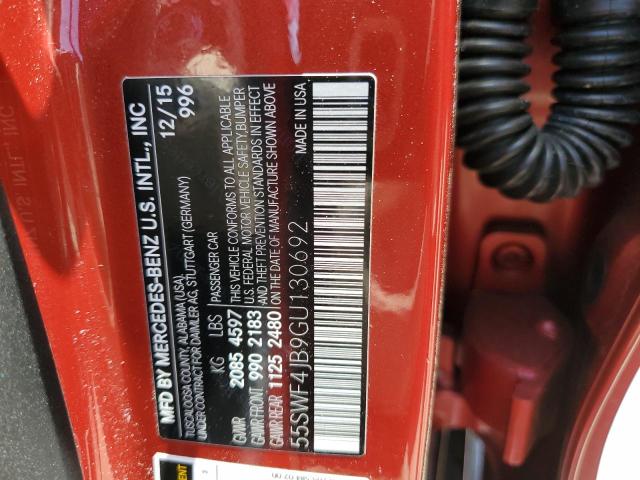 MFD BY MERCEDES-BENZ U.S. INTL., INC
TUSCALOOSA COUNTY, ALABAMA (USA)
UNDER CONTRACT FOR DAIMLER AG, STUTTGART (GERMANY)
12/15
996
KG LBS
GVWR 2085 4597
GAWR FRONT 990 2183
GAWR REAR 1125 2480
PASSENGER CAR
THIS VEHICLE CONFORMS TO ALL APPLICABLE
U.S. FEDERAL MOTOR VEHICLE SAFETY, BUMPER
AND THEFT PREVENTION STANDARDS IN EFFECT
ON THE DATE OF MANUFACTURE SHOWN ABOVE
55SWF4JB9GU130692
MADE IN USA